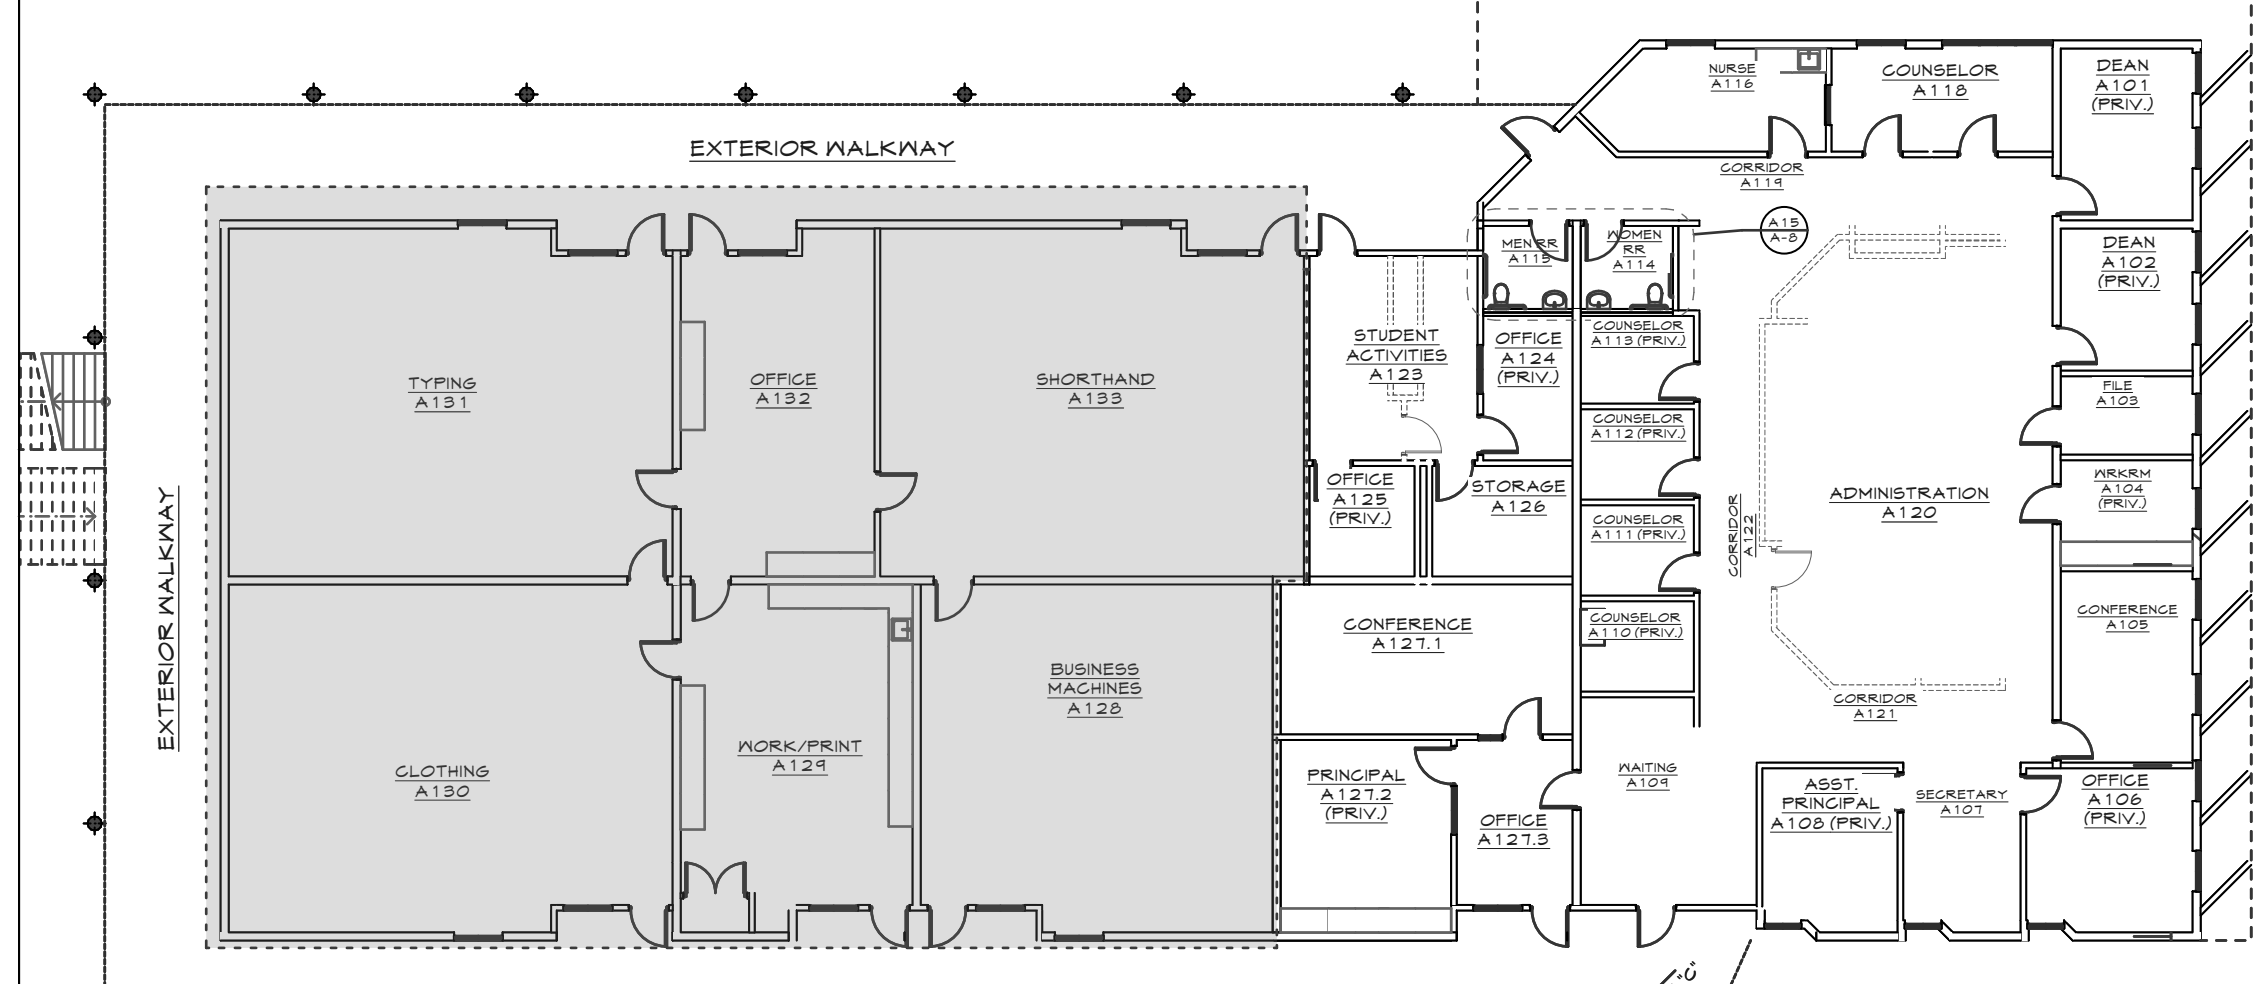 NURSE
A116
COUNSELOR
A118
DEAN
A101
(PRIV.)
EXTERIOR WALKWAY
CORRIDOR
A119
A15
A-8
MEN RR
A115
WOMEN
RR
A114
DEAN
A102
(PRIV.)
TYPING
A131
OFFICE
A132
SHORTHAND
A133
STUDENT
ACTIVITIES
A123
OFFICE
A124
(PRIV.)
COUNSELOR
A113 (PRIV.)
FILE
A103
COUNSELOR
A112 (PRIV.)
OFFICE
A125
(PRIV.)
STORAGE
A126
COUNSELOR
A111 (PRIV.)
CORRIDOR
A122
ADMINISTRATION
A120
WRKRM
A104
(PRIV.)
EXTERIOR WALKWAY
CONFERENCE
A127.1
COUNSELOR
A110 (PRIV.)
CONFERENCE
A105
BUSINESS
MACHINES
A128
CORRIDOR
A121
CLOTHING
A130
WORK/PRINT
A129
PRINCIPAL
A127.2
(PRIV.)
OFFICE
A127.3
WAITING
A109
ASST.
PRINCIPAL
A108 (PRIV.)
SECRETARY
A107
OFFICE
A106
(PRIV.)
"C"